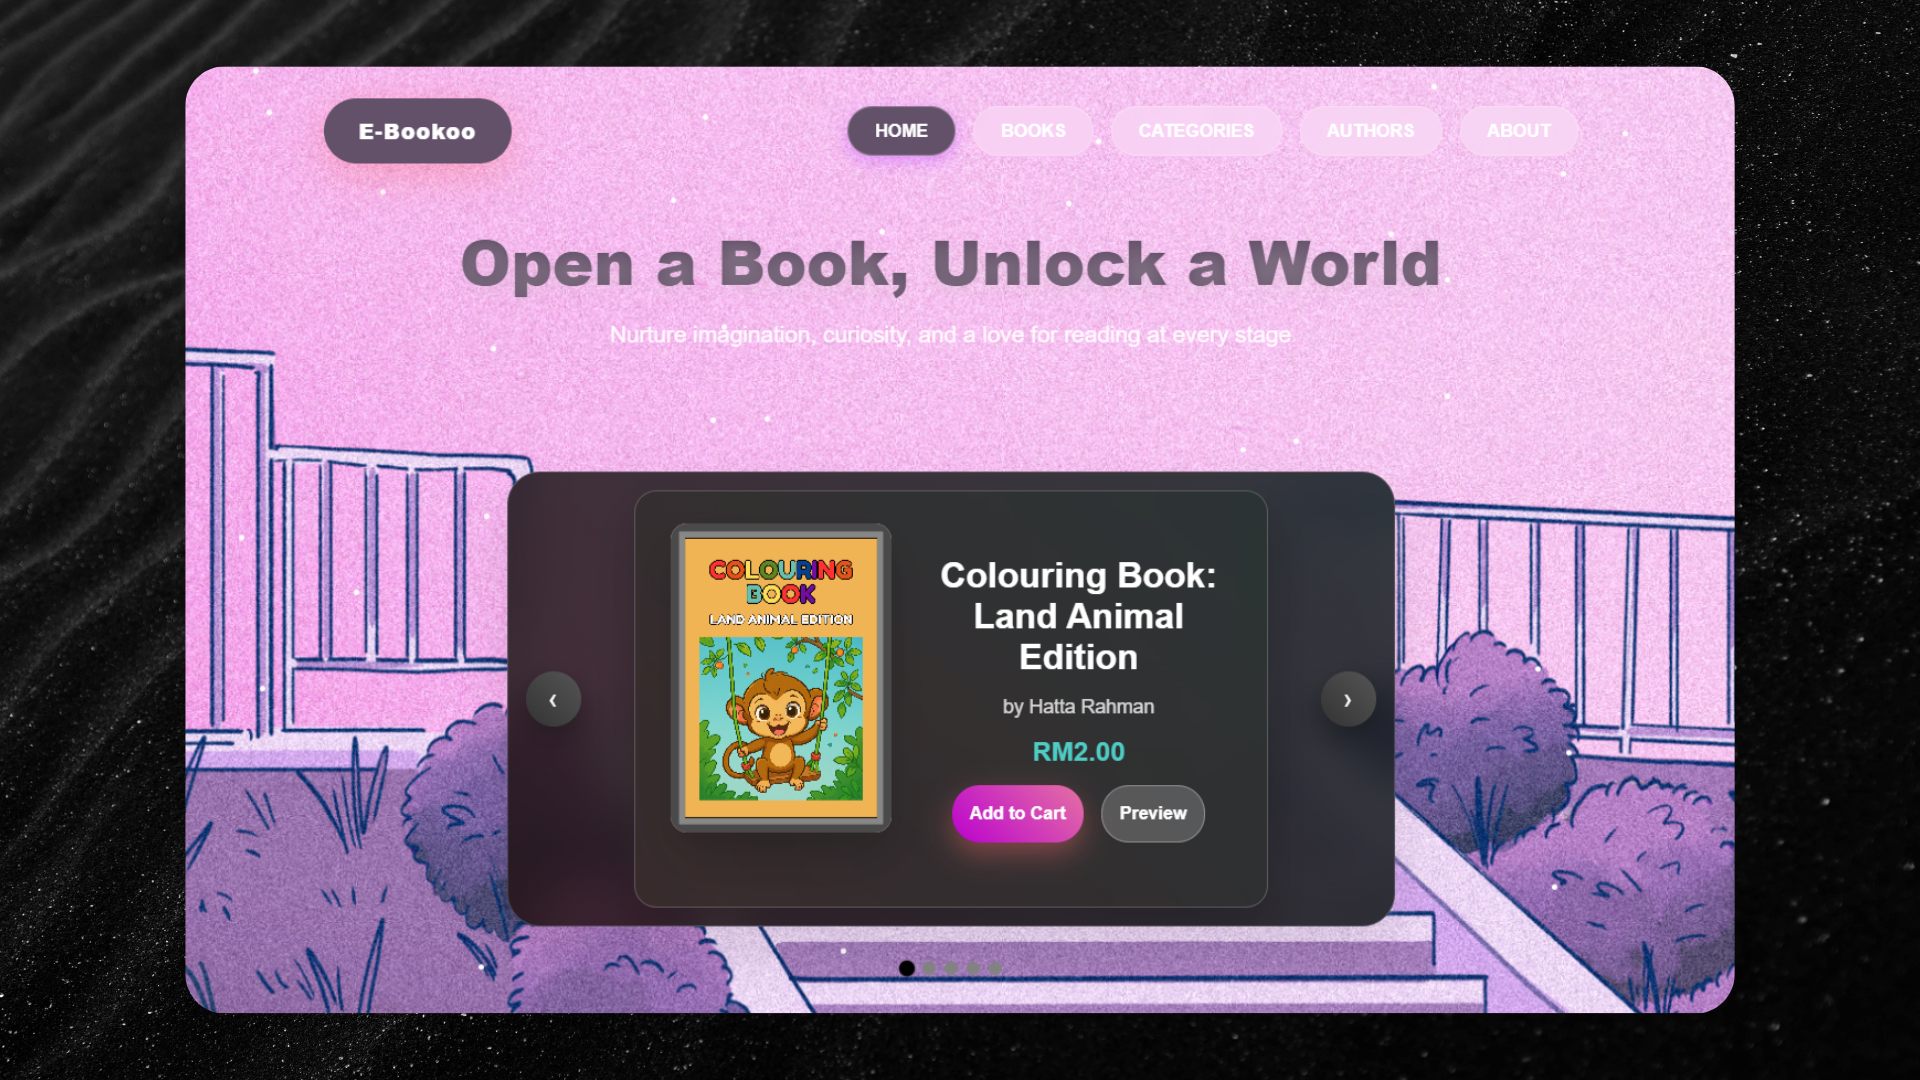 E-Bookoo
HOME
BOOKS
CATEGORIES
AUTHORS
ABOUT
Open a Book, Unlock a World
Nurture imagination, curiosity, and a love for reading at every stage
COLOURING
BOOK
LAND ANIMAL EDITION
Colouring Book:
Land Animal
Edition
by Hatta Rahman
RM2.00
Add to Cart
Preview